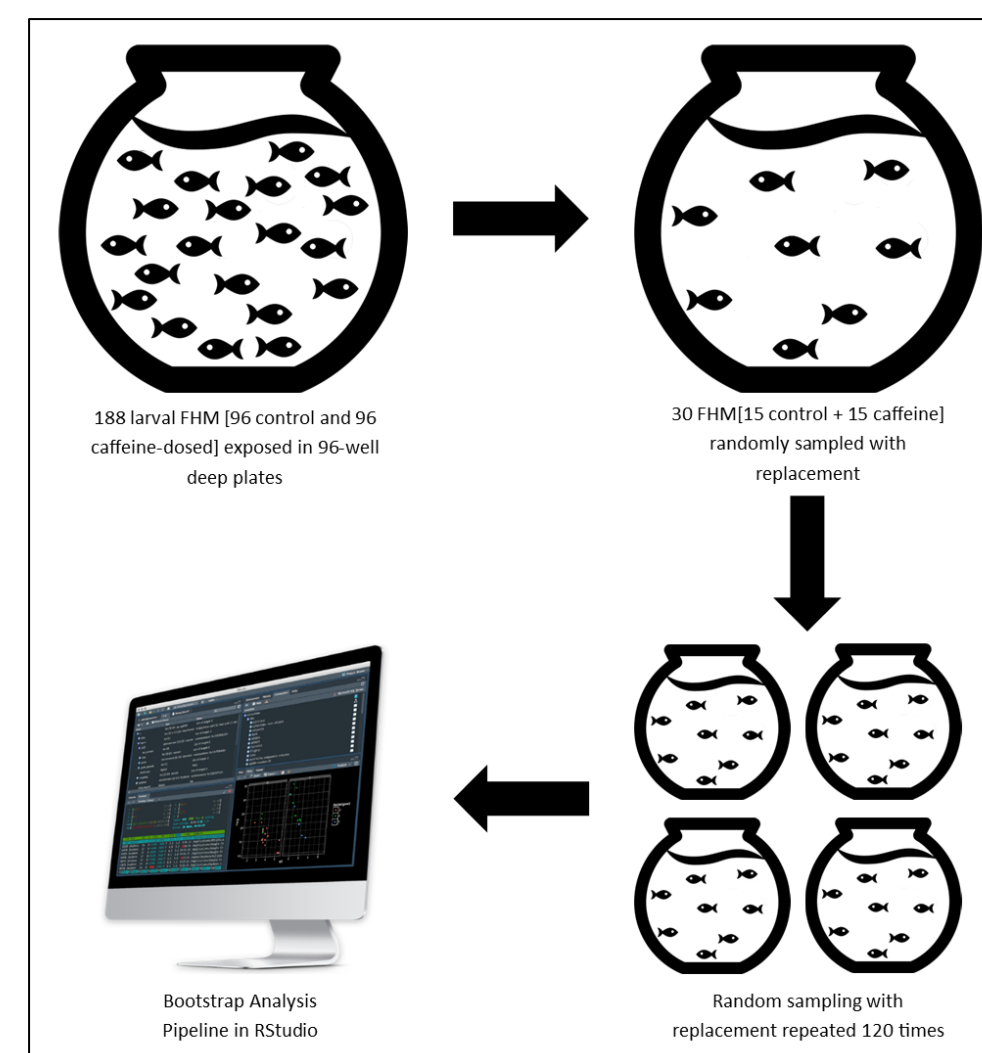 188 larval FHM [96 control and 96
caffeine-dosed] exposed in 96-well
deep plates
30 FHM[15 control + 15 caffeine]
randomly sampled with
replacement
Random sampling with
replacement repeated 120 times
Bootstrap Analysis
Pipeline in RStudio